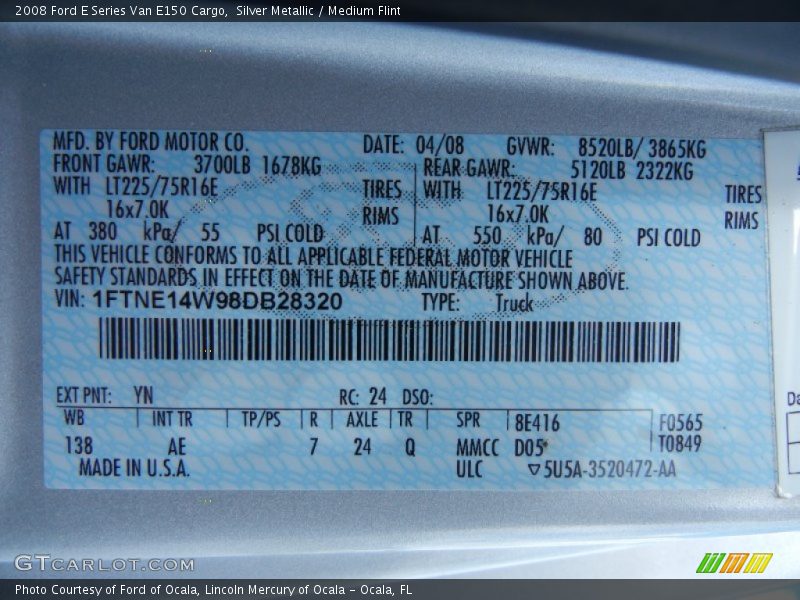 2008 Ford E Series Van E150 Cargo,  Silver Metallic / Medium Flint
MFD. BY FORD MOTOR CO. DATE: 04/08 GVWR: 8520LB/ 3865KG
FRONT GAWR: 3700LB 1678KG REAR GAWR: 5120LB 2322KG
WITH LT225/75R16E TIRES WITH LT225/75R16E TIRES
16x7.0K RIMS 16x7.0K RIMS
AT 380 kPa/ 55 PSI COLD AT 550 kPa/ 80 PSI COLD
THIS VEHICLE CONFORMS TO ALL APPLICABLE FEDERAL MOTOR VEHICLE
SAFETY STANDARDS IN EFFECT ON THE DATE OF MANUFACTURE SHOWN ABOVE.
VIN: 1FTNE14W98DB28320 TYPE: Truck
EXT PNT: YN RC: 24 DSO:
WB INT TR TP/PS R AXLE TR SPR 8E416 F0565
138 AE 7 24 Q MMCC D05* T0849
MADE IN U.S.A. ULC ▽5U5A-3520472-AA
GTCARLOT.COM
Photo Courtesy of Ford of Ocala, Lincoln Mercury of Ocala - Ocala, FL